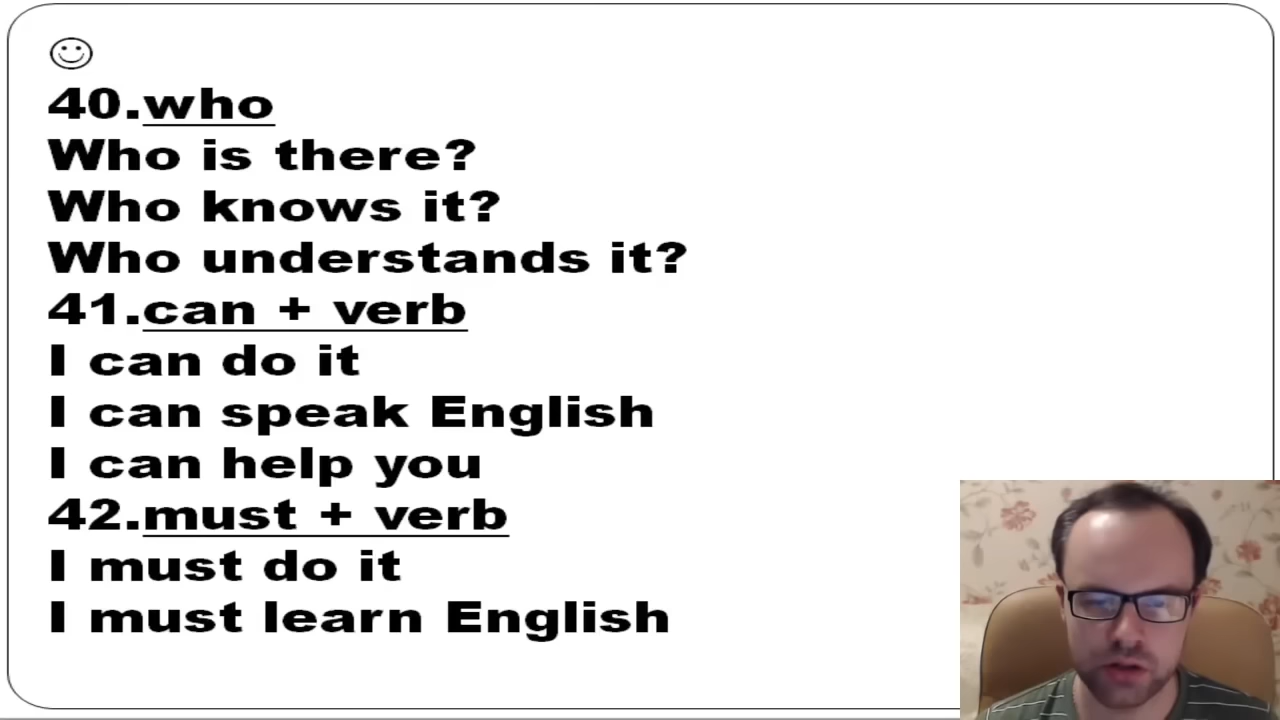 40.who
Who is there?
Who knows it?
Who understands it?
41.can + verb
I can do it
I can speak English
I can help you
42.must + verb
I must do it
I must learn English